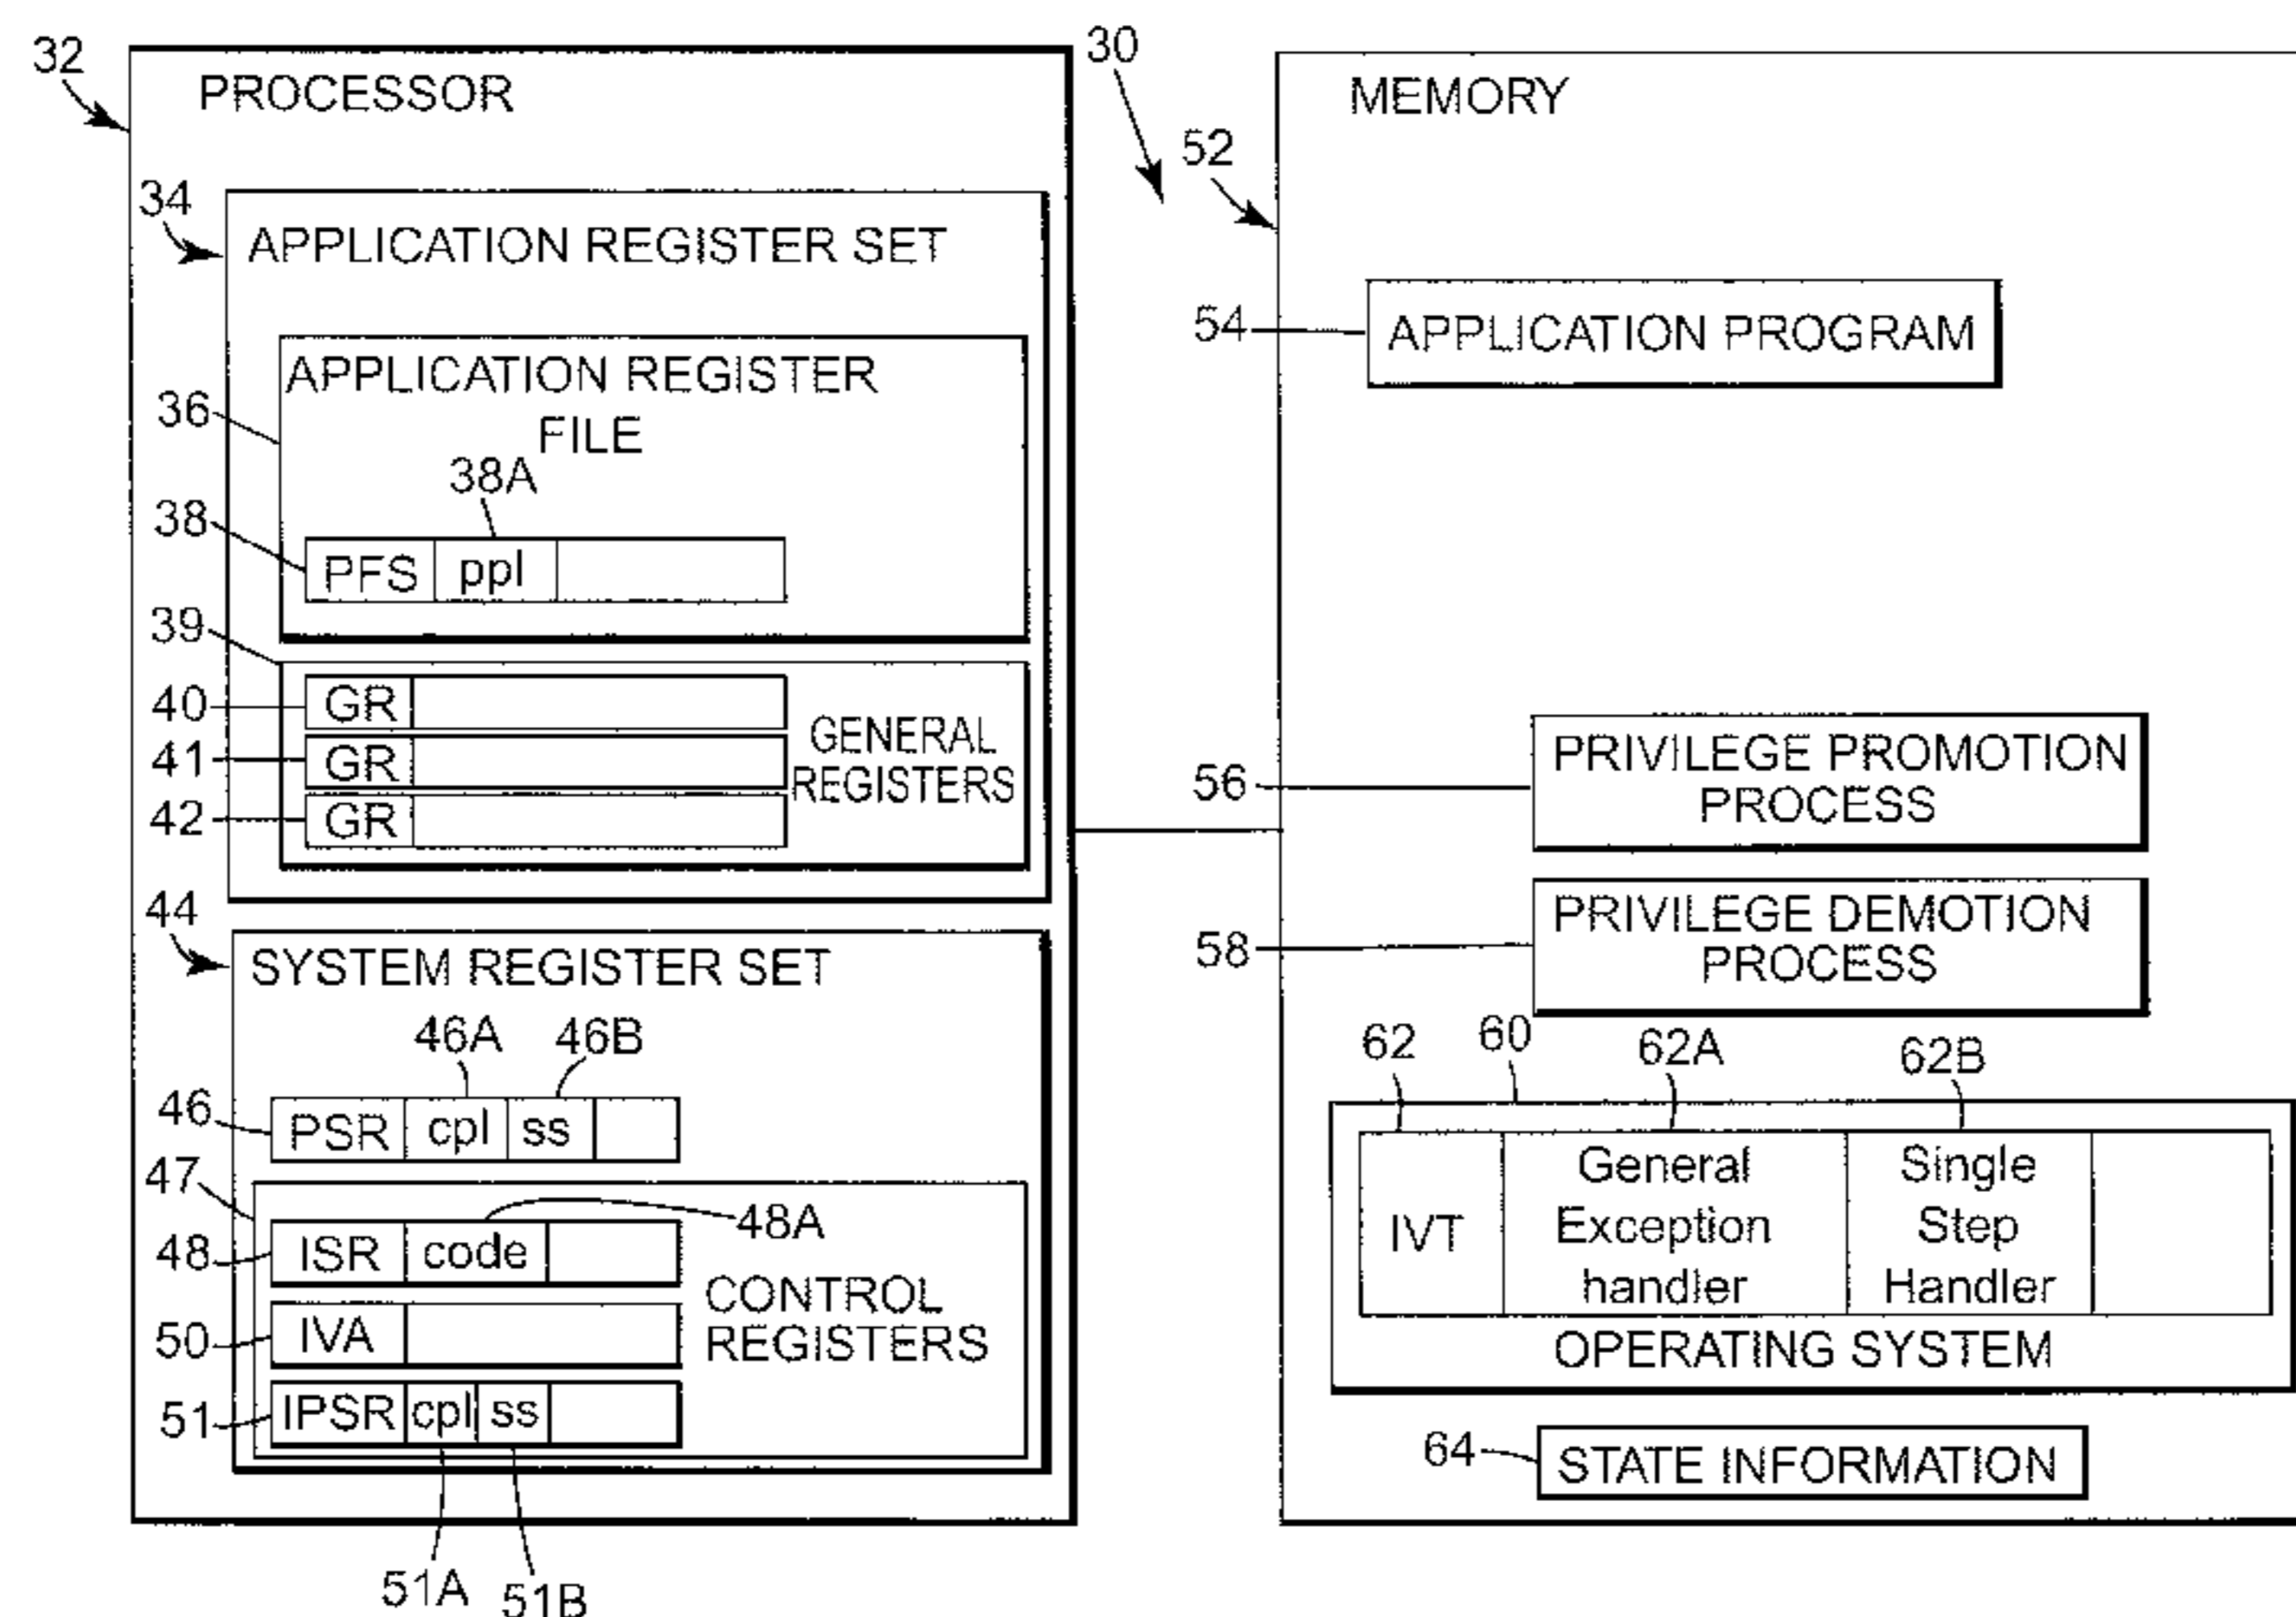 32
PROCESSOR
34
APPLICATION REGISTER SET
APPLICATION REGISTER
36
FILE
38A
38
PFS ppl
39
40 GR
41 GR
42 GR
GENERAL
REGISTERS
44
SYSTEM REGISTER SET
46A 46B
46 PSR cpl ss
47
48A
48 ISR code
50 IVA
51 IPSR cpl ss
CONTROL
REGISTERS
51A 51B
30
52
MEMORY
54 APPLICATION PROGRAM
56
PRIVILEGE PROMOTION
PROCESS
58
PRIVILEGE DEMOTION
PROCESS
62 60 62A 62B
IVT
General
Exception
handler
Single
Step
Handler
OPERATING SYSTEM
64 STATE INFORMATION